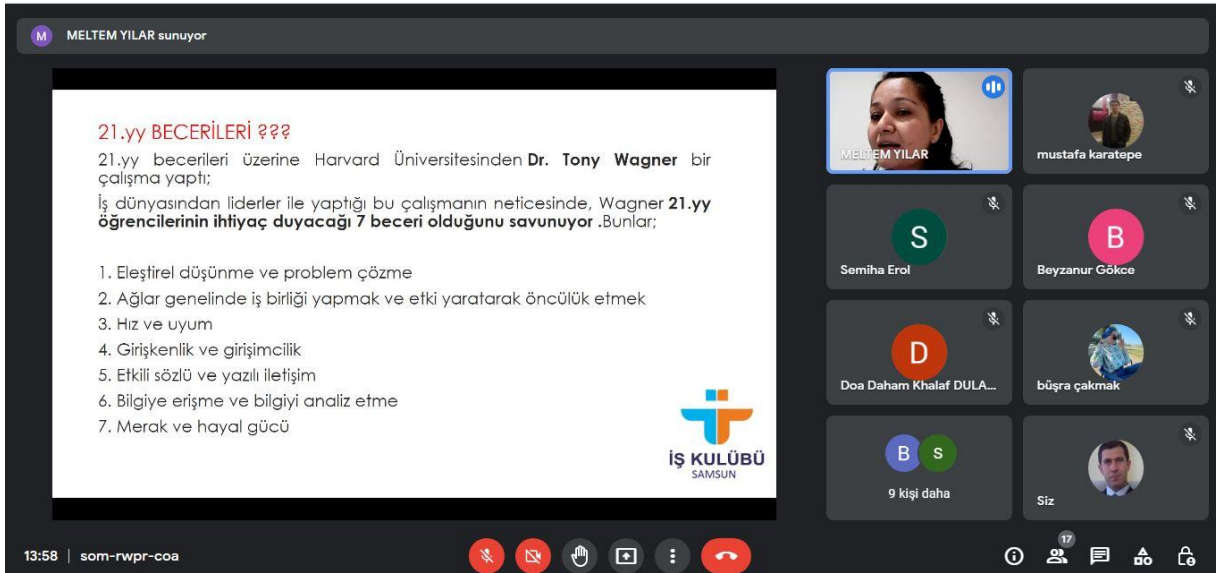 M MELTEM YILAR sunuyor
21.yy BECERİLERİ ???
21.yy becerileri üzerine Harvard Üniversitesinden Dr. Tony Wagner bir
çalışma yaptı;
İş dünyasından liderler ile yaptığı bu çalışmanın neticesinde, Wagner 21.yy
öğrencilerinin ihtiyaç duyacağı 7 beceri olduğunu savunuyor .Bunlar;
1. Eleştirel düşünme ve problem çözme
2. Ağlar genelinde iş birliği yapmak ve etki yaratarak öncülük etmek
3. Hız ve uyum
4. Girişkenlik ve girişimcilik
5. Etkili sözlü ve yazılı iletişim
6. Bilgiye erişme ve bilgiyi analiz etme
7. Merak ve hayal gücü
İŞ KULÜBÜ
SAMSUN
MELTEM YILAR
mustafa karatepe
S
Semiha Erol
B
Beyzanur Gökce
D
Doa Daham Khalaf DULA...
büşra çakmak
B S
9 kişi daha
Siz
13:58 | som-rwpr-coa
17